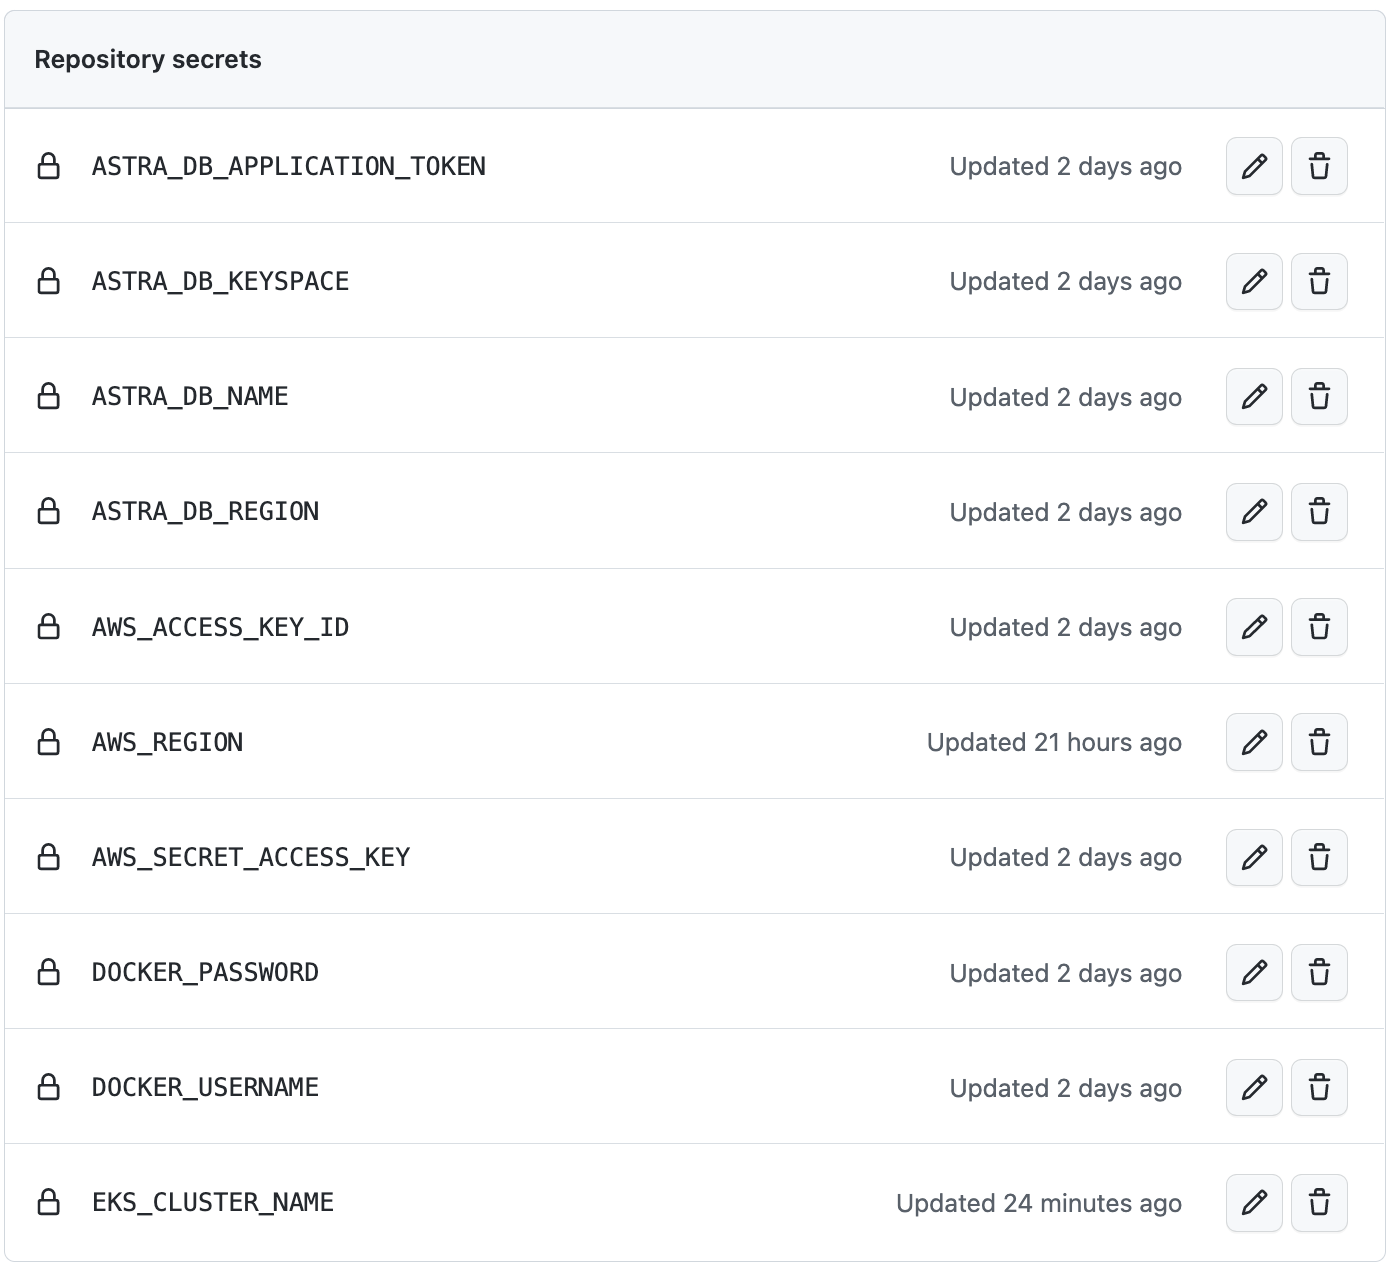 Repository secrets
ASTRA_DB_APPLICATION_TOKEN Updated 2 days ago
ASTRA_DB_KEYSPACE Updated 2 days ago
ASTRA_DB_NAME Updated 2 days ago
ASTRA_DB_REGION Updated 2 days ago
AWS_ACCESS_KEY_ID Updated 2 days ago
AWS_REGION Updated 21 hours ago
AWS_SECRET_ACCESS_KEY Updated 2 days ago
DOCKER_PASSWORD Updated 2 days ago
DOCKER_USERNAME Updated 2 days ago
EKS_CLUSTER_NAME Updated 24 minutes ago